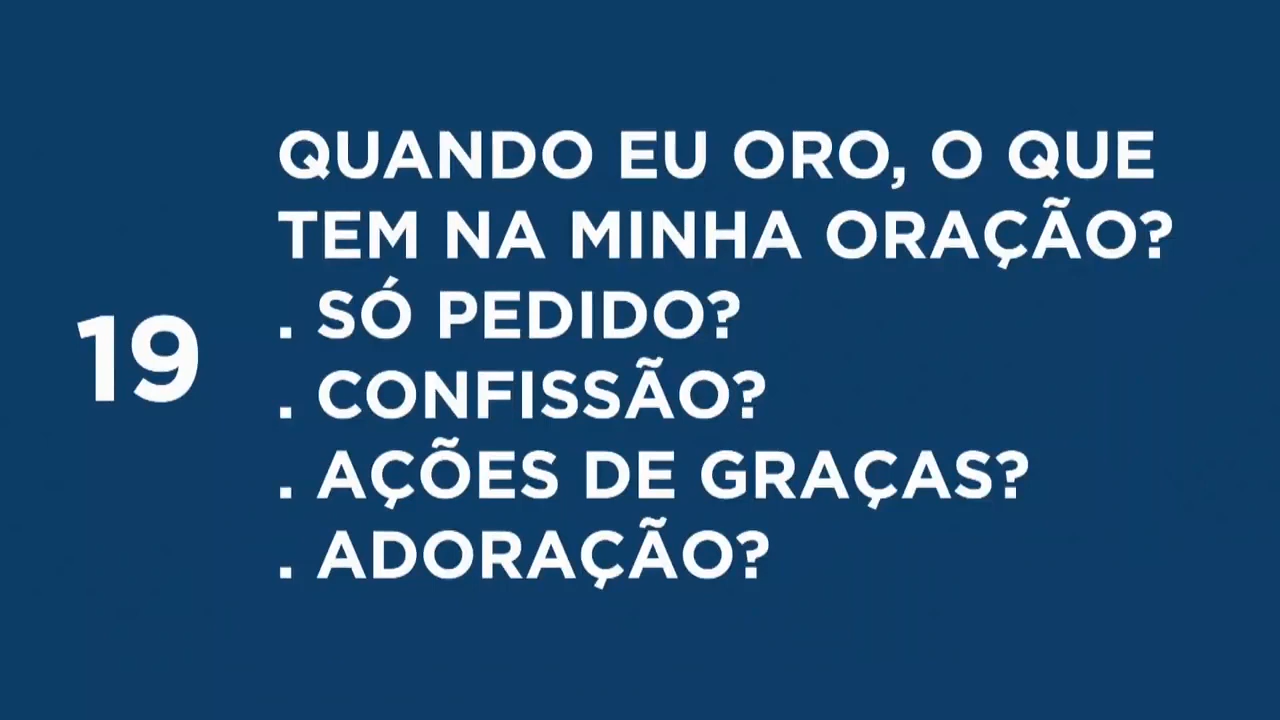 19
QUANDO EU ORO, O QUE
TEM NA MINHA ORAÇÃO?
. SÓ PEDIDO?
. CONFISSÃO?
. AÇÕES DE GRAÇAS?
. ADORAÇÃO?